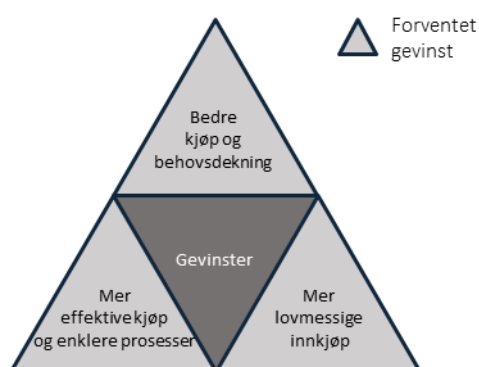 Forventet
gevinst
Bedre
kjøp og
behovsdekning
Gevinster
Mer
effektive kjøp
og enklere prosesser
Mer
lovmessige
innkjøp